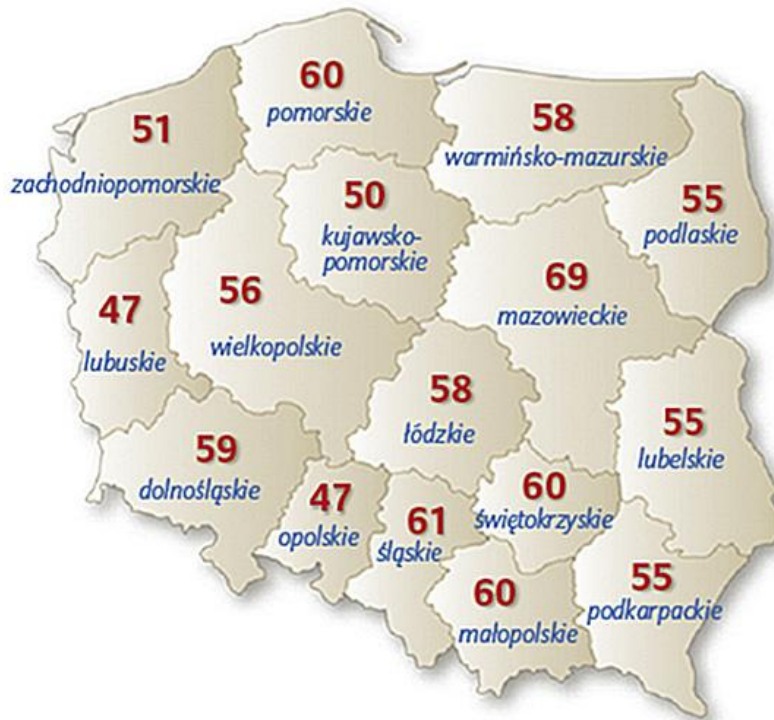 60
pomorskie
51
zachodniopomorskie
58
warmińsko-mazurskie
50
kujawsko-
pomorskie
55
podlaskie
47
lubuskie
56
wielkopolskie
69
mazowieckie
58
łódzkie
59
dolnośląskie
55
lubelskie
47
opolskie
61
śląskie
60
świętokrzyskie
60
małopolskie
55
podkarpackie